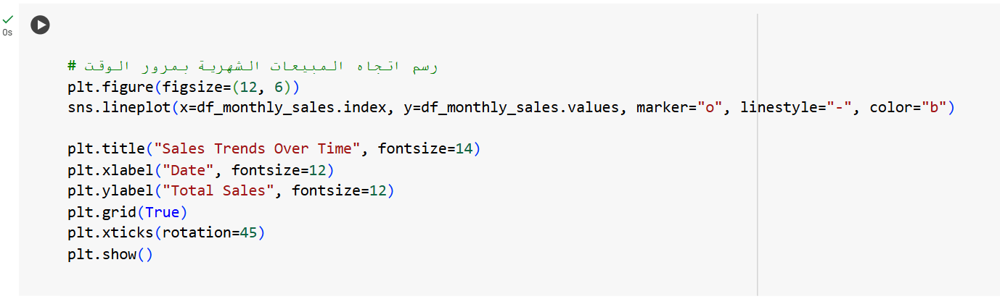 0s
# رسم اتجاه المبيعات الشهرية بمرور الوقت
plt.figure(figsize=(12, 6))
sns.lineplot(x=df_monthly_sales.index, y=df_monthly_sales.values, marker="o", linestyle="-", color="b")
plt.title("Sales Trends Over Time", fontsize=14)
plt.xlabel("Date", fontsize=12)
plt.ylabel("Total Sales", fontsize=12)
plt.grid(True)
plt.xticks(rotation=45)
plt.show()